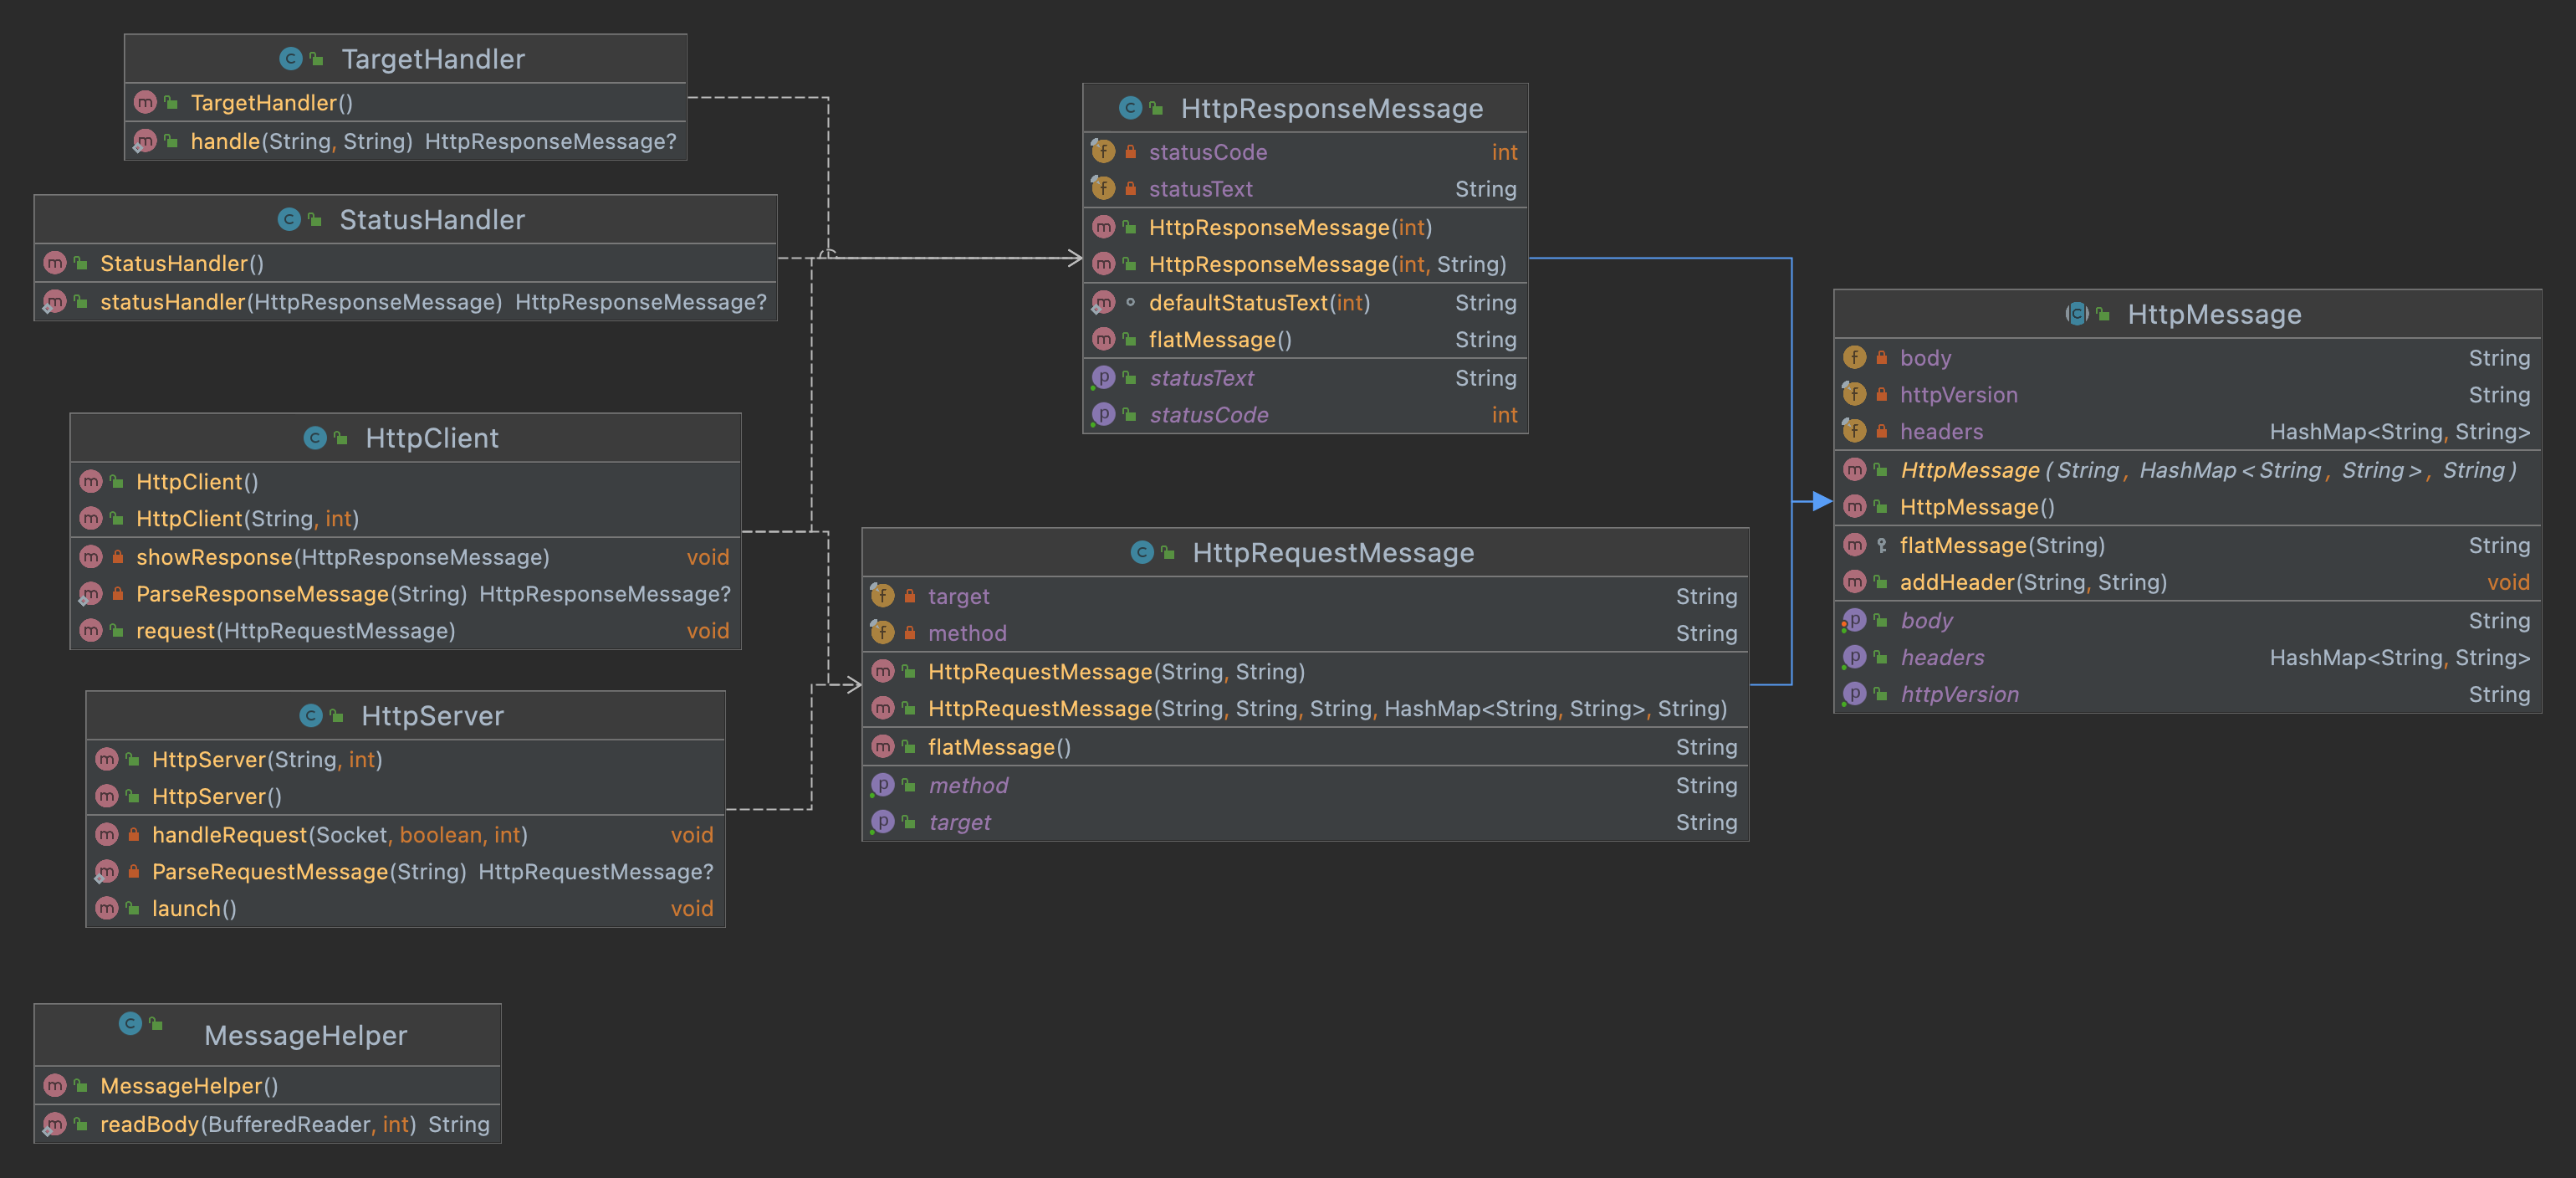 TargetHandler
TargetHandler()
handle(String, String) HttpResponseMessage?
StatusHandler
StatusHandler()
statusHandler(HttpResponseMessage) HttpResponseMessage?
HttpClient
HttpClient()
HttpClient(String, int)
showResponse(HttpResponseMessage) void
ParseResponseMessage(String) HttpResponseMessage?
request(HttpRequestMessage) void
HttpServer
HttpServer(String, int)
HttpServer()
handleRequest(Socket, boolean, int) void
ParseRequestMessage(String) HttpRequestMessage?
launch() void
MessageHelper
MessageHelper()
readBody(BufferedReader, int) String
HttpResponseMessage
statusCode int
statusText String
HttpResponseMessage(int)
HttpResponseMessage(int, String)
defaultStatusText(int) String
flatMessage() String
statusText String
statusCode int
HttpRequestMessage
target String
method String
HttpRequestMessage(String, String)
HttpRequestMessage(String, String, String, HashMap<String, String>, String)
flatMessage() String
method String
target String
HttpMessage
body String
httpVersion String
headers HashMap<String, String>
HttpMessage(String, HashMap<String, String>, String)
HttpMessage()
flatMessage(String) String
addHeader(String, String) void
body String
headers HashMap<String, String>
httpVersion String